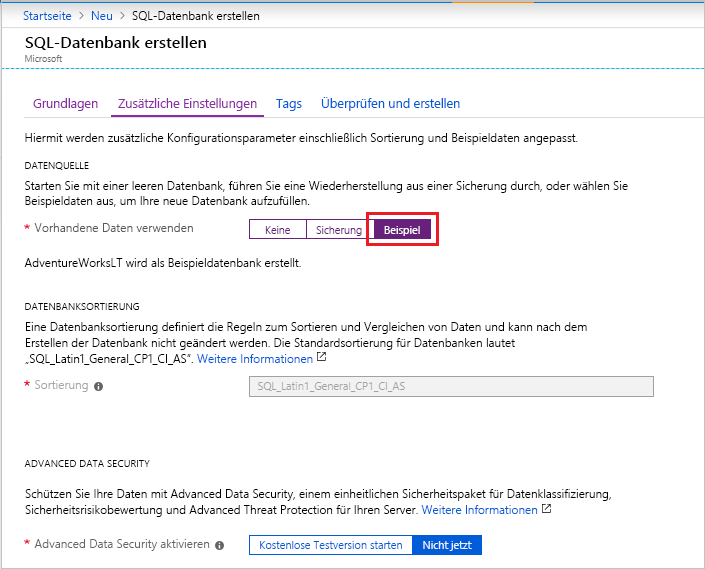 Startseite > Neu > SQL-Datenbank erstellen
SQL-Datenbank erstellen
Microsoft
Grundlagen Zusätzliche Einstellungen Tags Überprüfen und erstellen
Hiermit werden zusätzliche Konfigurationsparameter einschließlich Sortierung und Beispieldaten angepasst.
DATENQUELLE
Starten Sie mit einer leeren Datenbank, führen Sie eine Wiederherstellung aus einer Sicherung durch, oder wählen Sie
Beispieldaten aus, um Ihre neue Datenbank aufzufüllen.
* Vorhandene Daten verwenden Keine Sicherung Beispiel
AdventureWorksLT wird als Beispieldatenbank erstellt.
DATENBANKSORTIERUNG
Eine Datenbanksortierung definiert die Regeln zum Sortieren und Vergleichen von Daten und kann nach dem
Erstellen der Datenbank nicht geändert werden. Die Standardsortierung für Datenbanken lautet
„SQL_Latin1_General_CP1_CI_AS“. Weitere Informationen
* Sortierung SQL_Latin1_General_CP1_CI_AS
ADVANCED DATA SECURITY
Schützen Sie Ihre Daten mit Advanced Data Security, einem einheitlichen Sicherheitspaket für Datenklassifizierung,
Sicherheitsrisikobewertung und Advanced Threat Protection für Ihren Server. Weitere Informationen
* Advanced Data Security aktivieren Kostenlose Testversion starten Nicht jetzt